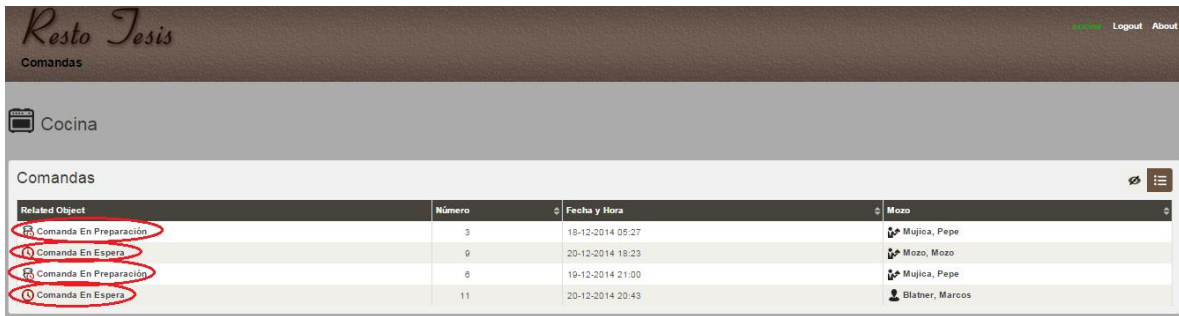 Resto Tesis
cocina Logout About
Comandas
Cocina
Comandas
Related Object Número Fecha y Hora Mozo
Comanda En Preparación 3 18-12-2014 05:27 Mujica, Pepe
Comanda En Espera 9 20-12-2014 18:23 Mozo, Mozo
Comanda En Preparación 6 19-12-2014 21:00 Mujica, Pepe
Comanda En Espera 11 20-12-2014 20:43 Blatner, Marcos